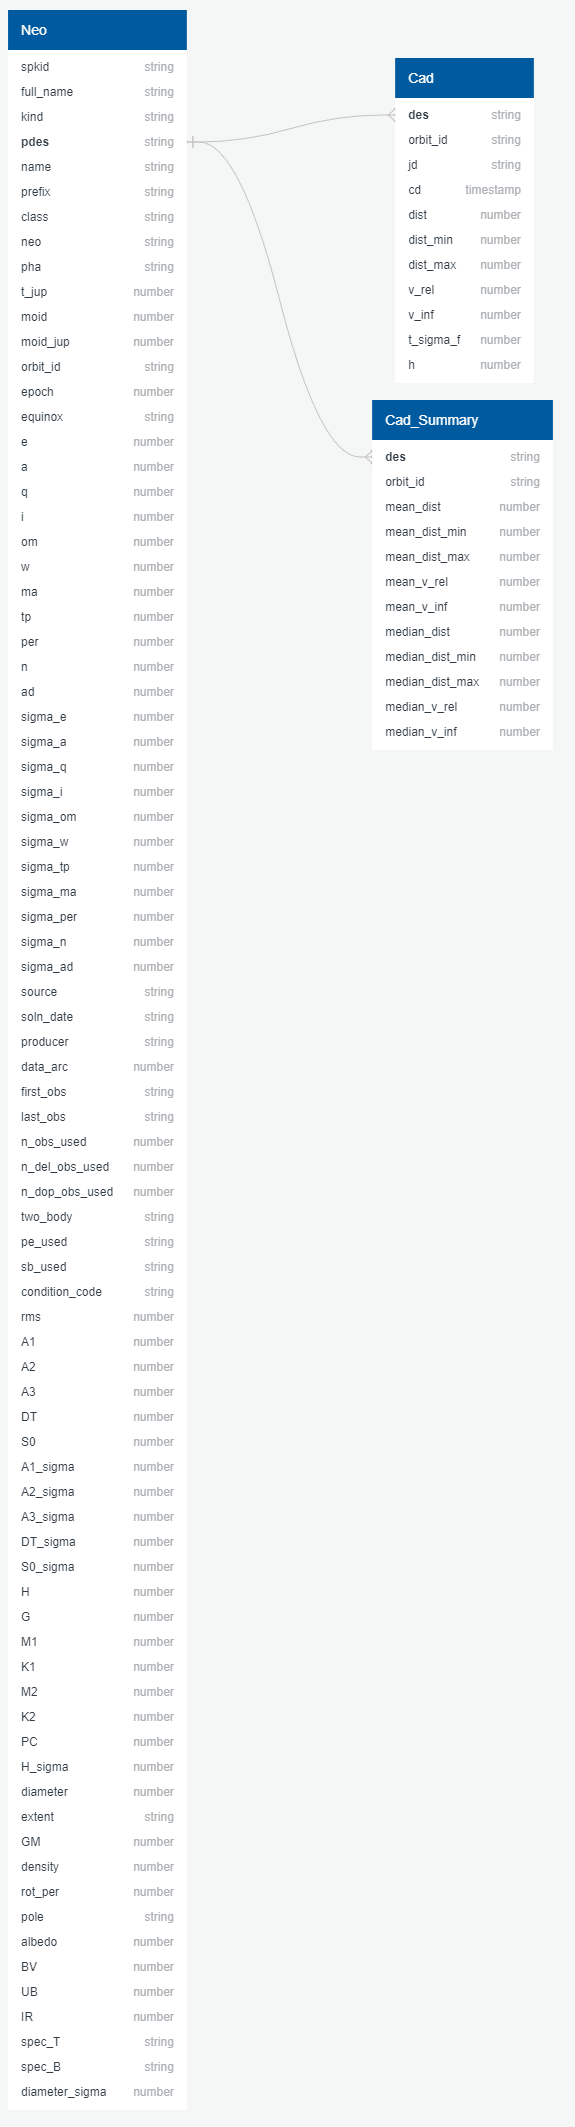 Neo
spkid string
full_name string
kind string
pdes string
name string
prefix string
class string
neo string
pha string
t_jup number
moid number
moid_jup number
orbit_id string
epoch number
equinox string
e number
a number
q number
i number
om number
w number
ma number
tp number
per number
n number
ad number
sigma_e number
sigma_a number
sigma_q number
sigma_i number
sigma_om number
sigma_w number
sigma_tp number
sigma_ma number
sigma_per number
sigma_n number
sigma_ad number
source string
soln_date string
producer string
data_arc number
first_obs string
last_obs string
n_obs_used number
n_del_obs_used number
n_dop_obs_used number
two_body string
pe_used string
sb_used string
condition_code string
rms number
A1 number
A2 number
A3 number
DT number
S0 number
A1_sigma number
A2_sigma number
A3_sigma number
DT_sigma number
S0_sigma number
H number
G number
M1 number
K1 number
M2 number
K2 number
PC number
H_sigma number
diameter number
extent string
GM number
density number
rot_per number
pole string
albedo number
BV number
UB number
IR number
spec_T string
spec_B string
diameter_sigma number
Cad
des string
orbit_id string
jd string
cd timestamp
dist number
dist_min number
dist_max number
v_rel number
v_inf number
t_sigma_f number
h number
Cad_Summary
des string
orbit_id string
mean_dist number
mean_dist_min number
mean_dist_max number
mean_v_rel number
mean_v_inf number
median_dist number
median_dist_min number
median_dist_max number
median_v_rel number
median_v_inf number